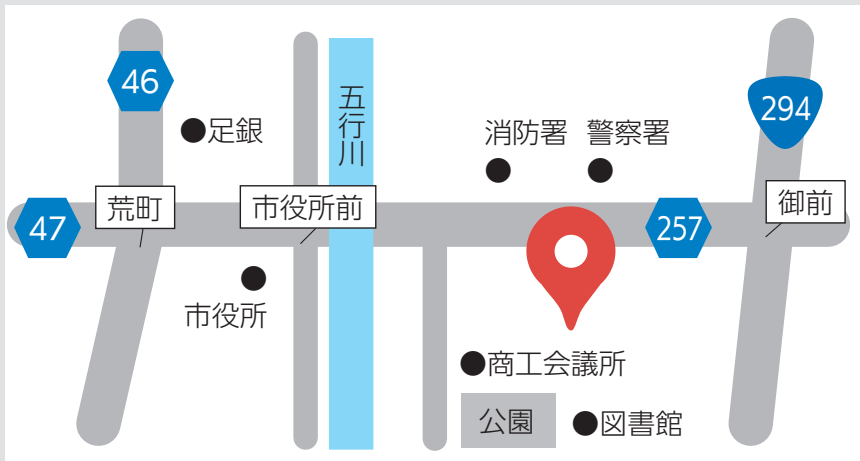 46
足銀
五行川
消防署
警察署
294
荒町
市役所前
御前
47
257
市役所
商工会議所
公園
図書館